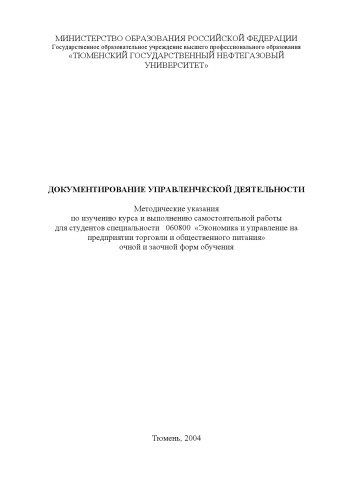 МИНИСТЕРСТВО ОБРАЗОВАНИЯ РОССИЙСКОЙ ФЕДЕРАЦИИ
Государственное образовательное учреждение высшего профессионального образования
«ТЮМЕНСКИЙ ГОСУДАРСТВЕННЫЙ НЕФТЕГАЗОВЫЙ
УНИВЕРСИТЕТ»
ДОКУМЕНТИРОВАНИЕ УПРАВЛЕНЧЕСКОЙ ДЕЯТЕЛЬНОСТИ
Методические указания
по изучению курса и выполнению самостоятельной работы
для студентов специальности 060800 «Экономика и управление на
предприятии торговли и общественного питания»
очной и заочной форм обучения
Тюмень, 2004